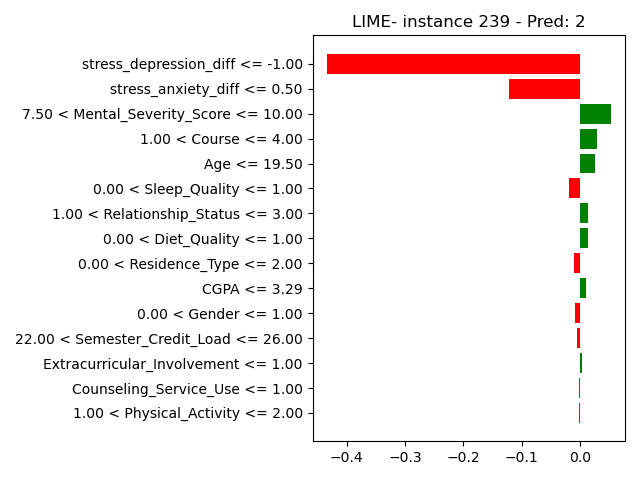 LIME- instance 239 - Pred: 2
stress_depression_diff <= -1.00
stress_anxiety_diff <= 0.50
7.50 < Mental_Severity_Score <= 10.00
1.00 < Course <= 4.00
Age <= 19.50
0.00 < Sleep_Quality <= 1.00
1.00 < Relationship_Status <= 3.00
0.00 < Diet_Quality <= 1.00
0.00 < Residence_Type <= 2.00
CGPA <= 3.29
0.00 < Gender <= 1.00
22.00 < Semester_Credit_Load <= 26.00
Extracurricular_Involvement <= 1.00
Counseling_Service_Use <= 1.00
1.00 < Physical_Activity <= 2.00
−0.4 −0.3 −0.2 −0.1 0.0